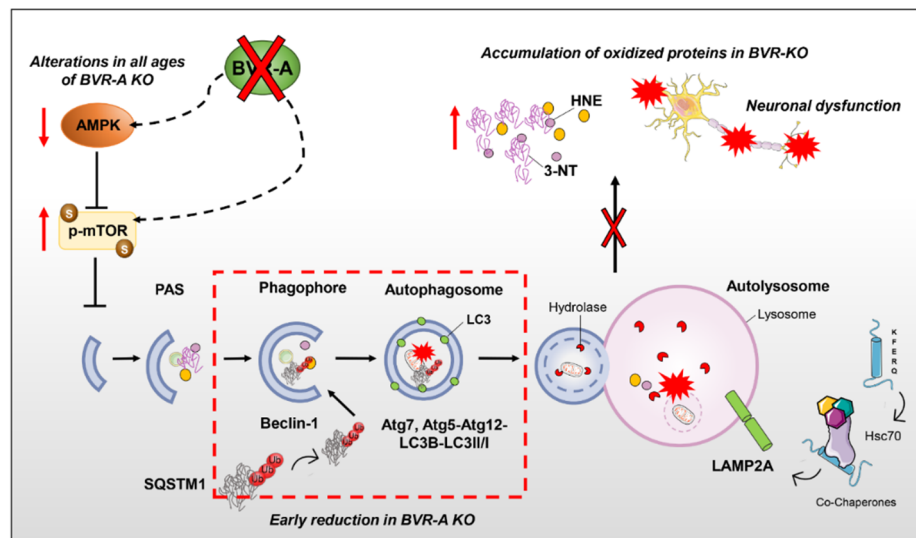 Alterations in all ages
of BVR-A KO
BVR-A
AMPK
S
p-mTOR
S
Accumulation of oxidized proteins in BVR-KO
HNE
3-NT
Neuronal dysfunction
PAS
Phagophore
Autophagosome
LC3
Hydrolase
Autolysosome
Lysosome
KFERQ
Beclin-1
Atg7, Atg5-Atg12-
LC3B-LC3II/I
SQSTM1
Ub
Ub
Ub
LAMP2A
Hsc70
Co-Chaperones
Early reduction in BVR-A KO